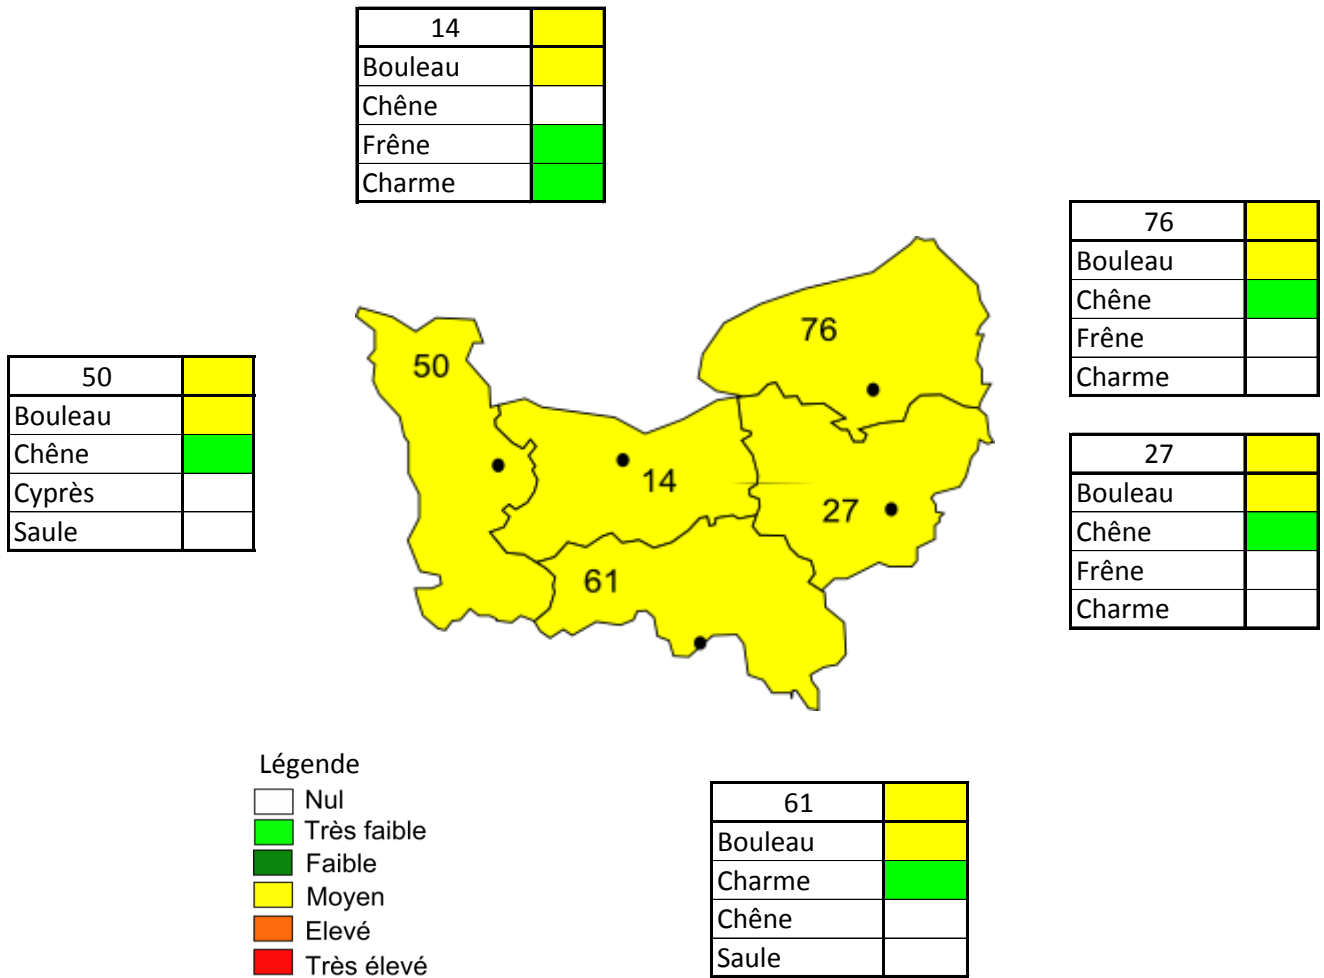 14
Bouleau
Chêne
Frêne
Charme
76
Bouleau
Chêne
Frêne
Charme
50
Bouleau
Chêne
Cyprès
Saule
27
Bouleau
Chêne
Frêne
Charme
76
50
14
27
61
Légende
Nul
Très faible
Faible
Moyen
Elevé
Très élevé
61
Bouleau
Charme
Chêne
Saule